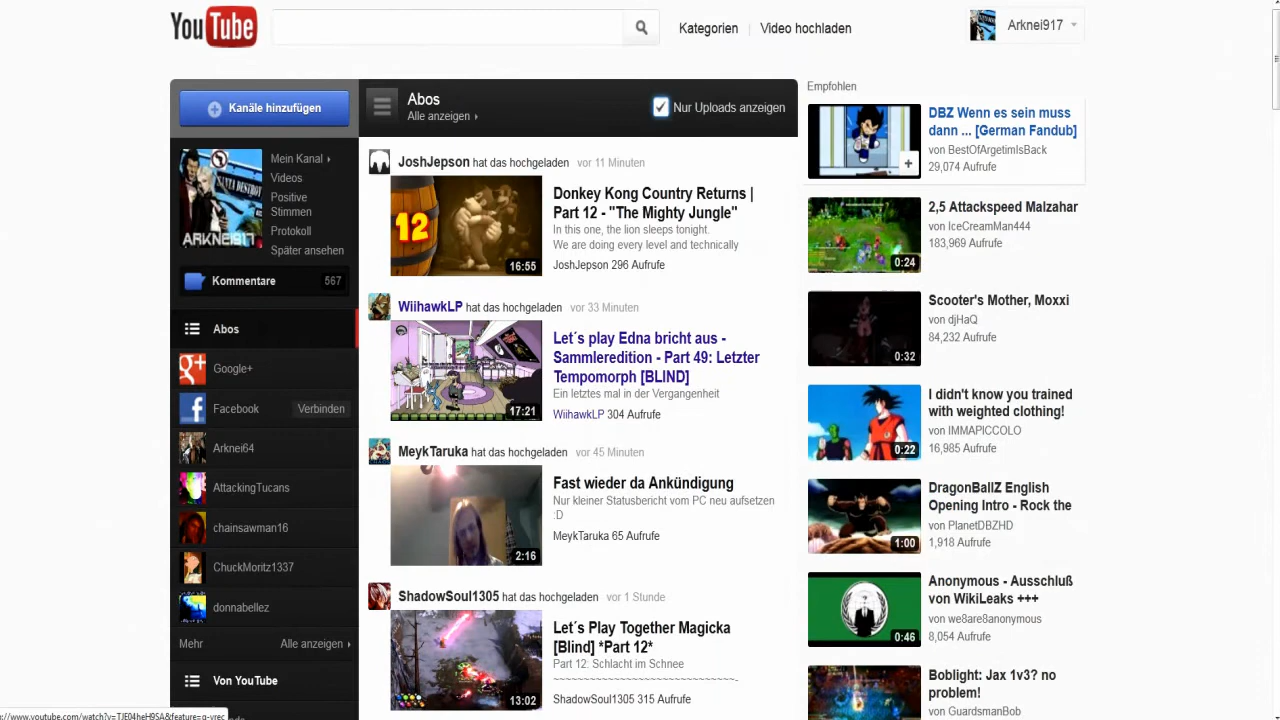 YouTube
Kategorien
Video hochladen
Arknei917
Kanäle hinzufügen
ARKNEI917
Mein Kanal
Videos
Positive
Stimmen
Protokoll
Später ansehen
Kommentare 567
Abos
Google+
Facebook Verbinden
Arknei64
AttackingTucans
chainsawman16
ChuckMoritz1337
donnabellez
Mehr Alle anzeigen
Von YouTube
Abos
Alle anzeigen
Nur Uploads anzeigen
JoshJepson hat das hochgeladen vor 11 Minuten
12
16:55
Donkey Kong Country Returns |
Part 12 - "The Mighty Jungle"
In this one, the lion sleeps tonight.
We are doing every level and technically
JoshJepson 296 Aufrufe
WiihawkLP hat das hochgeladen vor 33 Minuten
17:21
Let´s play Edna bricht aus -
Sammleredition - Part 49: Letzter
Tempomorph [BLIND]
Ein letztes mal in der Vergangenheit
WiihawkLP 304 Aufrufe
MeykTaruka hat das hochgeladen vor 45 Minuten
2:16
Fast wieder da Ankündigung
Nur kleiner Statusbericht vom PC neu aufsetzen
:D
MeykTaruka 65 Aufrufe
ShadowSoul1305 hat das hochgeladen vor 1 Stunde
13:02
Let´s Play Together Magicka
[Blind] *Part 12*
Part 12: Schlacht im Schnee
~~~~~~~~~~~~~~~~~~~~~~~~~~~~~-
ShadowSoul1305 315 Aufrufe
Empfohlen
DBZ Wenn es sein muss
dann ... [German Fandub]
von BestOfArgetimIsBack
29,074 Aufrufe
0:24
2,5 Attackspeed Malzahar
von IceCreamMan444
183,969 Aufrufe
0:32
Scooter's Mother, Moxxi
von djHaQ
84,232 Aufrufe
0:22
I didn't know you trained
with weighted clothing!
von IMMAPICCOLO
16,985 Aufrufe
1:00
DragonBallZ English
Opening Intro - Rock the
von PlanetDBZHD
1,918 Aufrufe
0:46
Anonymous - Ausschluß
von WikiLeaks +++
von we8are8anonymous
8,054 Aufrufe
Boblight: Jax 1v3? no
problem!
von GuardsmanBob